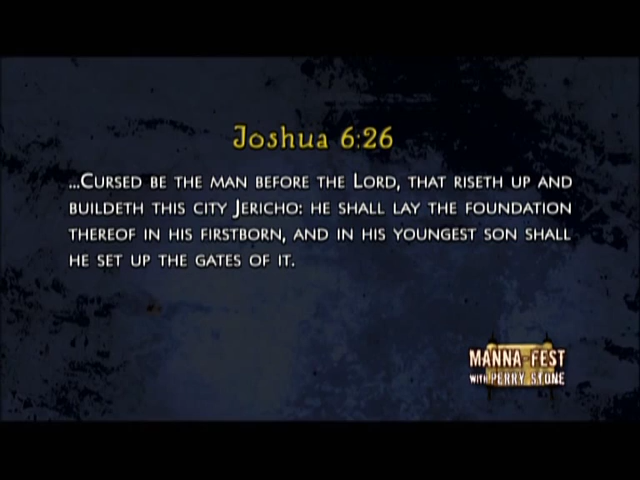 Joshua 6:26
...Cursed be the man before the Lord, that riseth up and
buildeth this city Jericho: he shall lay the foundation
thereof in his firstborn, and in his youngest son shall
he set up the gates of it.
MANNA-FEST
WITH PERRY STONE